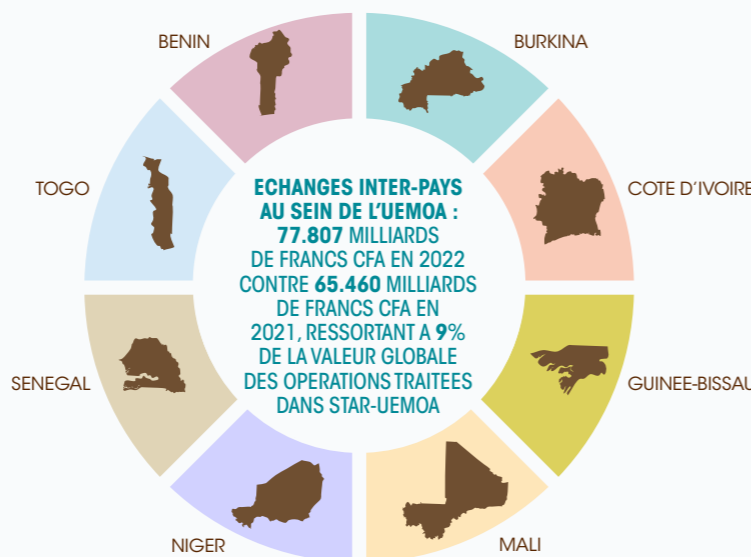 BENIN
BURKINA
TOGO
COTE D'IVOIRE
ECHANGES INTER-PAYS
AU SEIN DE L'UEMOA :
77.807 MILLIARDS
DE FRANCS CFA EN 2022
CONTRE 65.460 MILLIARDS
DE FRANCS CFA EN
2021, RESSORTANT A 9%
DE LA VALEUR GLOBALE
DES OPERATIONS TRAITEES
DANS STAR-UEMOA
SENEGAL
GUINEE-BISSAU
NIGER
MALI